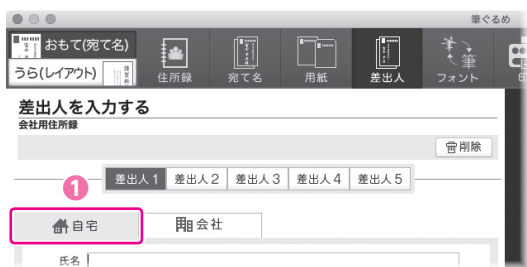 筆ぐるめ
おもて(宛て名)
うら(レイアウト)
住所録
宛て名
用紙
差出人
フォント
差出人を入力する
会社用住所録
削除
差出人1
差出人2
差出人3
差出人4
差出人5
1
自宅
会社
氏名